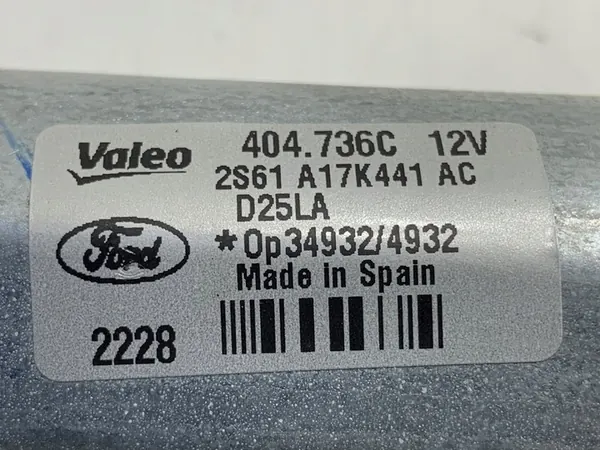 Valeo 404.736C 12V
2S61 A17K441 AC
D25LA
Ford *Op34932/4932
Made in Spain
2228